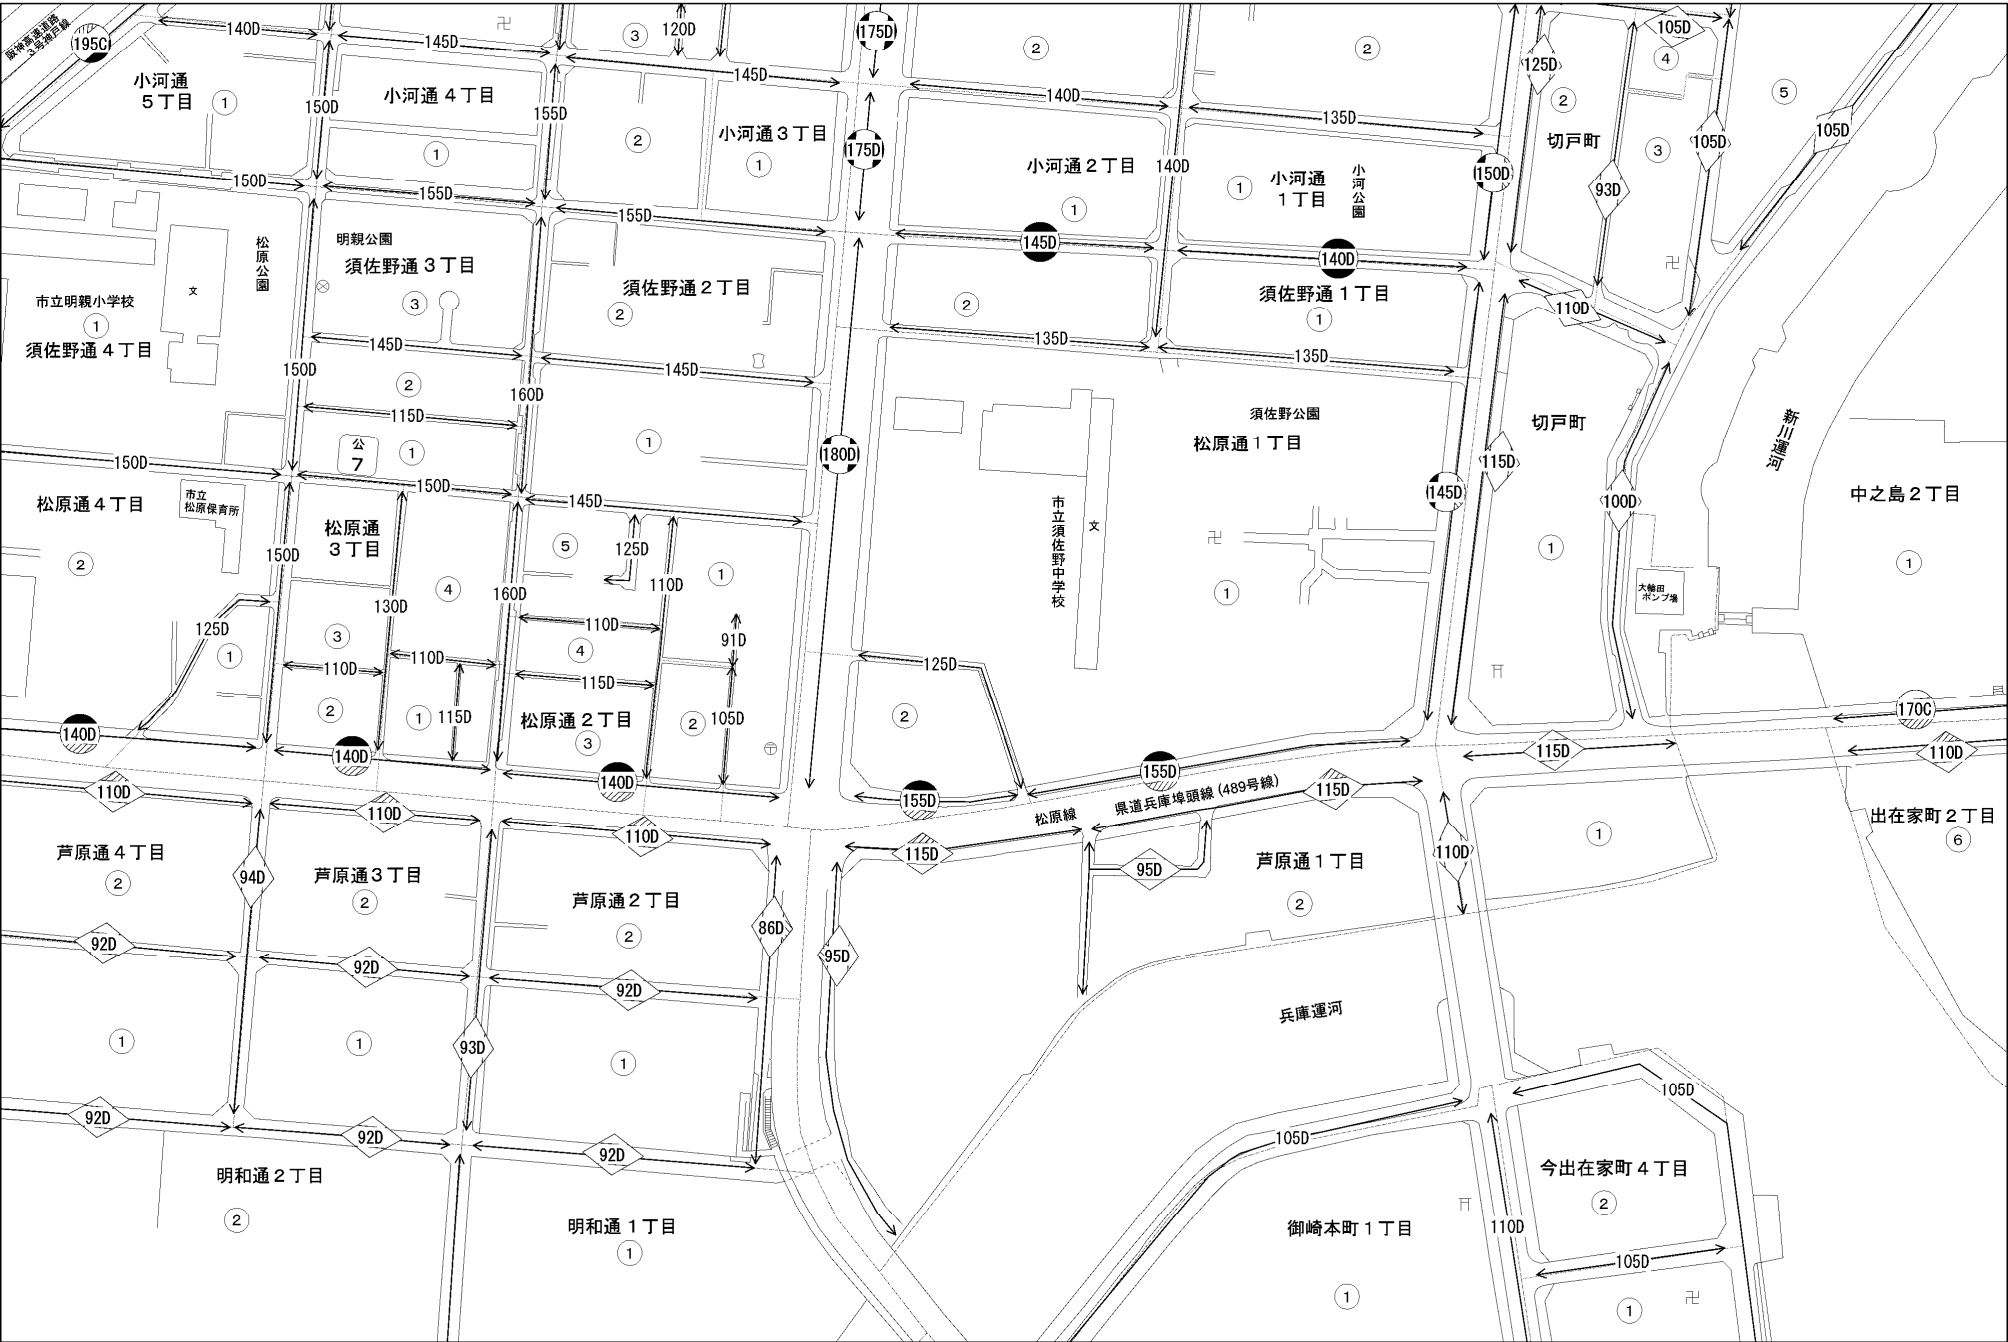 阪神高速道路
3号神戸線
195C
140D
145D
120D
175D
125D
105D
小河通
5丁目
1
150D
小河通4丁目
155D
3
145D
2
140D
2
135D
2
4
5
105D
105D
小河通3丁目
1
175D
小河通2丁目
1
140D
1
小河通
1丁目
小河公園
150D
切戸町
93D
3
1
2
150D
155D
155D
145D
140D
松原公園
明親公園
須佐野通3丁目
3
須佐野通2丁目
2
2
須佐野通1丁目
1
110D
市立明親小学校
1
須佐野通4丁目
文
150D
145D
145D
135D
135D
2
115D
160D
公
7
1
1
180D
須佐野公園
松原通1丁目
切戸町
115D
新川運河
150D
150D
145D
145D
100D
中之島2丁目
1
松原通4丁目
市立
松原保育所
松原通
3丁目
150D
2
5
125D
110D
1
市立須佐野中学校
文
1
1
大輪田
ポンプ場
4
130D
160D
125D
1
3
110D
110D
110D
4
115D
91D
125D
2
1
115D
松原通2丁目
3
2
105D
2
170C
140D
140D
140D
155D
155D
115D
110D
110D
110D
110D
115D
松原線
県道兵庫埠頭線(489号線)
115D
出在家町2丁目
6
芦原通4丁目
2
94D
芦原通3丁目
2
芦原通2丁目
2
86D
95D
95D
芦原通1丁目
2
110D
1
92D
92D
92D
1
1
93D
1
兵庫運河
105D
92D
92D
92D
105D
明和通2丁目
2
明和通1丁目
1
御崎本町1丁目
1
110D
今出在家町4丁目
2
105D
1